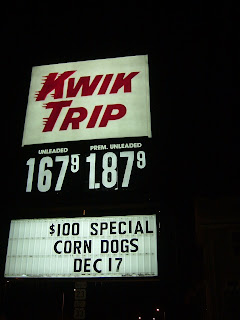 KWIK
TRIP
UNLEADED PREM. UNLEADED
167⁹ 1.87⁹
$100 SPECIAL
CORN DOGS
DEC 17